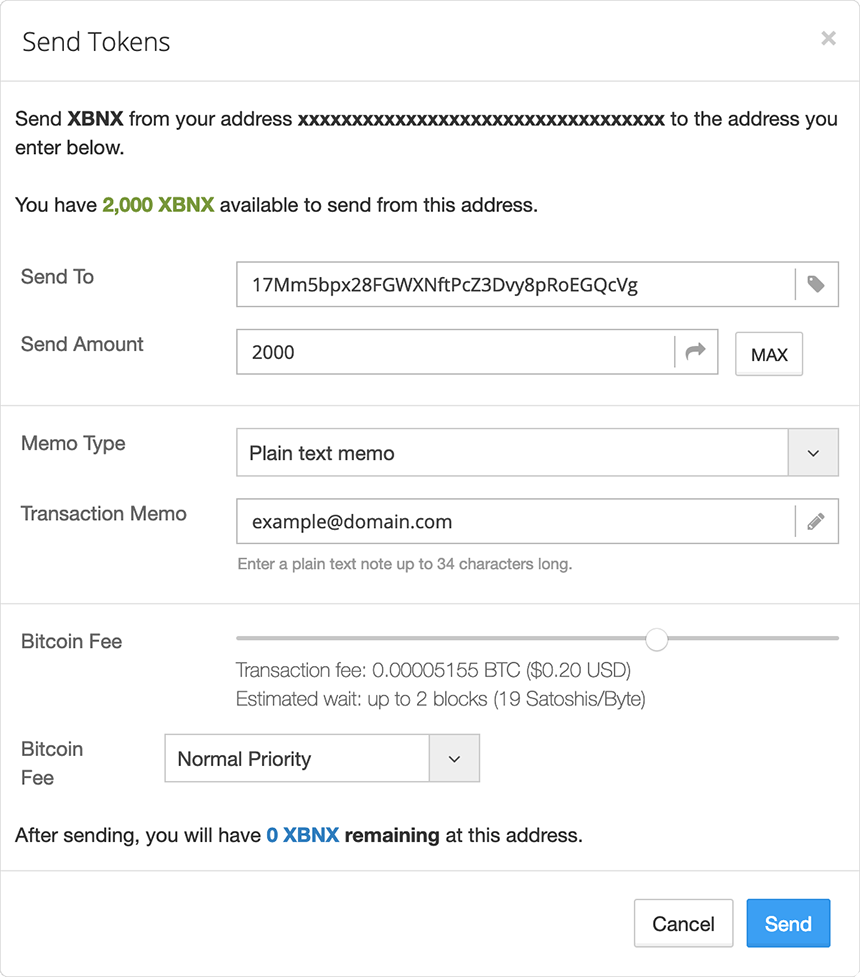 Send Tokens
×
Send XBNX from your address xxxxxxxxxxxxxxxxxxxxxxxxxxxxxxxxxx to the address you
enter below.
You have 2,000 XBNX available to send from this address.
Send To
17Mm5bpx28FGWXNftPcZ3Dvy8pRoEGQcVg
Send Amount
2000
MAX
Memo Type
Plain text memo
Transaction Memo
example@domain.com
Enter a plain text note up to 34 characters long.
Bitcoin Fee
Transaction fee: 0.00005155 BTC ($0.20 USD)
Estimated wait: up to 2 blocks (19 Satoshis/Byte)
Bitcoin
Fee
Normal Priority
After sending, you will have 0 XBNX remaining at this address.
Cancel
Send